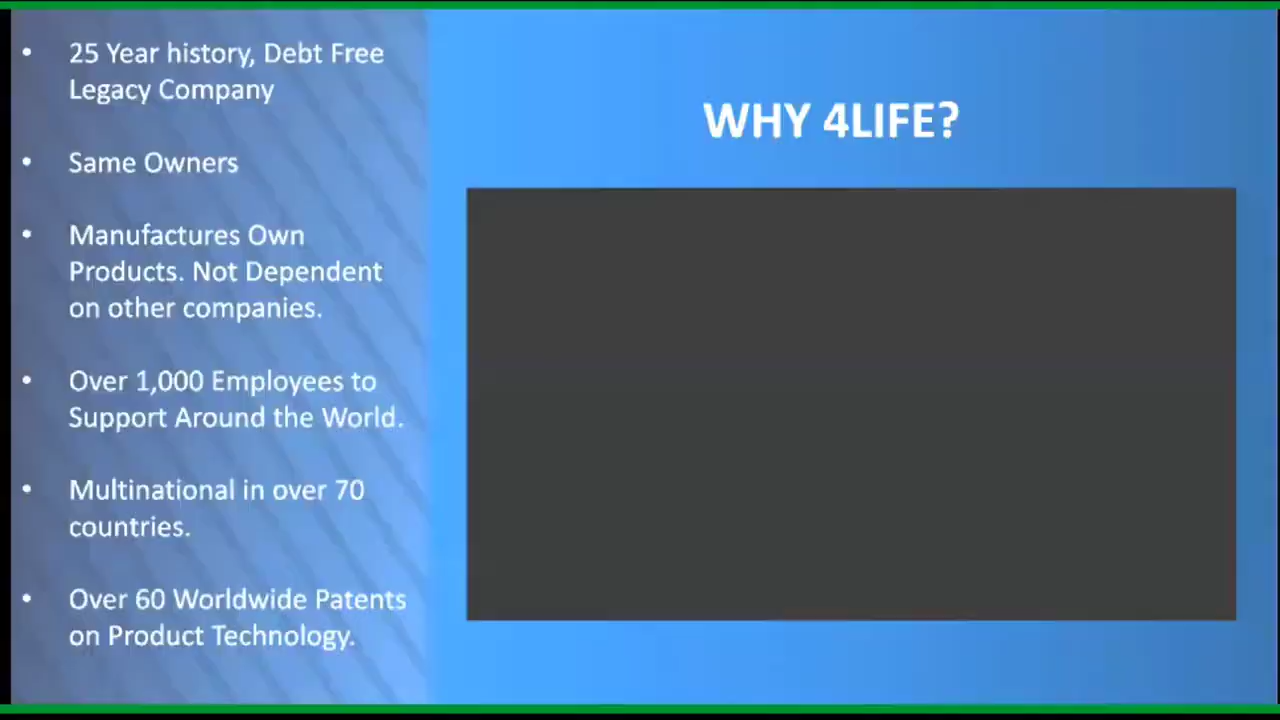 • 25 Year history, Debt Free
Legacy Company
• Same Owners
• Manufactures Own
Products. Not Dependent
on other companies.
• Over 1,000 Employees to
Support Around the World.
• Multinational in over 70
countries.
• Over 60 Worldwide Patents
on Product Technology.
WHY 4LIFE?